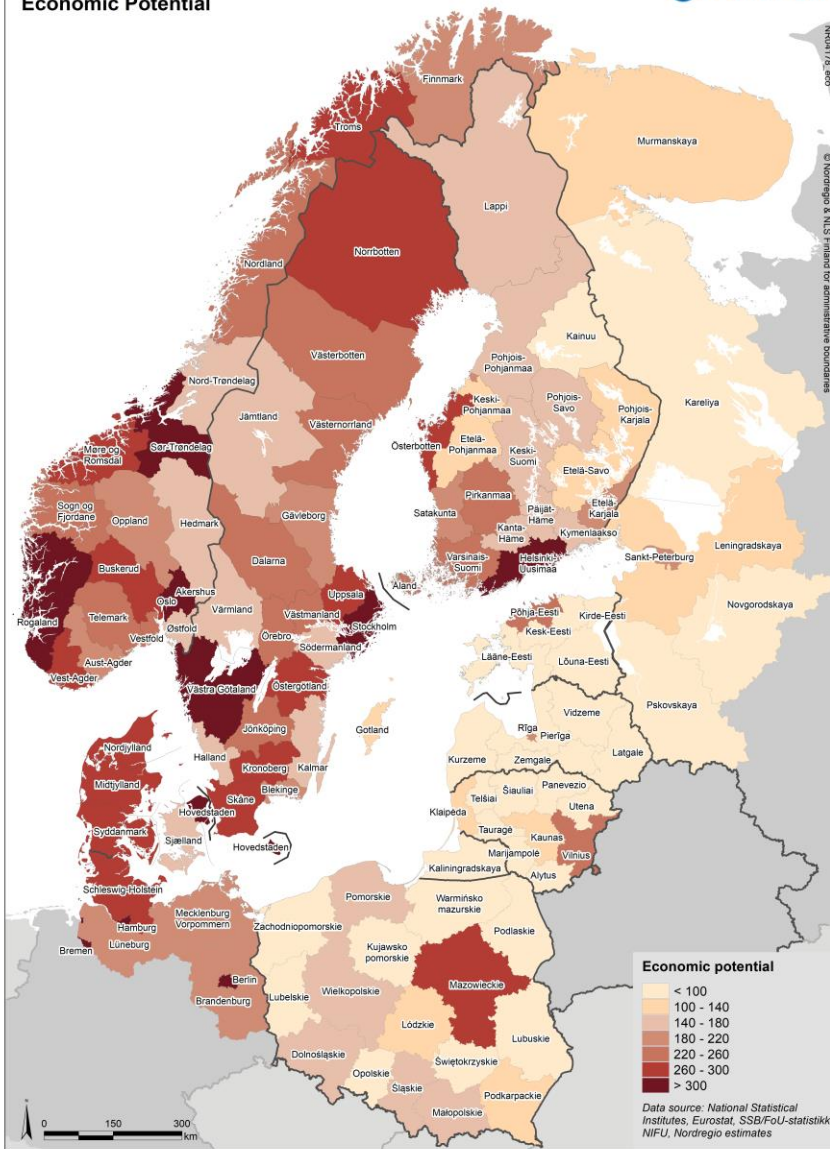 Economic Potential
NR04178_eco
© Nordregio & NLS Finland for administrative boundaries
Finnmark
Troms
Murmanskaya
Lappi
Norrbotten
Nordland
Kainuu
Västerbotten
Pohjois-
Pohjanmaa
Nord-Trøndelag
Kareliya
Keski-
Pohjanmaa
Pohjois-
Savo
Pohjois-
Karjala
Jämtland
Västernorrland
Österbotten
Etelä-
Pohjanmaa
Sør-Trøndelag
Møre og
Romsdal
Keski-
Suomi
Etelä-Savo
Pirkanmaa
Sogn og
Fjordane
Oppland
Hedmark
Gävleborg
Satakunta
Päijät-
Häme
Etelä-
Karjala
Kanta-
Häme
Kymenlaakso
Leningradskaya
Dalarna
Varsinais-
Suomi
Helsinki-
Uusimaa
Sankt-Peterburg
Buskerud
Åland
Akershus
Oslo
Uppsala
Värmland
Västmanland
Novgorodskaya
Rogaland
Telemark
Vestfold
Østfold
Örebro
Stockholm
Södermanland
Põhja-Eesti
Kirde-Eesti
Kesk-Eesti
Lääne-Eesti
Lõuna-Eesti
Aust-Agder
Vest-Agder
Västra Götaland
Östergötland
Pskovskaya
Gotland
Jönköping
Vidzeme
Rīga
Pierīga
Nordjylland
Halland
Kronoberg
Kalmar
Kurzeme
Zemgale
Latgale
Midtjylland
Blekinge
Skåne
Hovedstaden
Telšiai
Šiauliai
Panevezio
Utena
Klaipėda
Syddanmark
Sjælland
Hovedstaden
Tauragė
Kaunas
Vilnius
Marijampolé
Kaliningradskaya
Alytus
Schleswig-Holstein
Pomorskie
Warmińsko
mazurskie
Mecklenburg
Vorpommern
Zachodniopomorskie
Hamburg
Lüneburg
Bremen
Kujawsko
pomorskie
Podlaskie
Berlin
Brandenburg
Mazowieckie
Lubelskie
Wielkopolskie
Lódzkie
Lubuskie
Dolnośląskie
Świętokrzyskie
Opolskie
Śląskie
Podkarpackie
Małopolskie
Economic potential
< 100
100 - 140
140 - 180
180 - 220
220 - 260
260 - 300
> 300
Data source: National Statistical
Institutes, Eurostat, SSB/FoU-statistikk
NIFU, Nordregio estimates
0 150 300
km